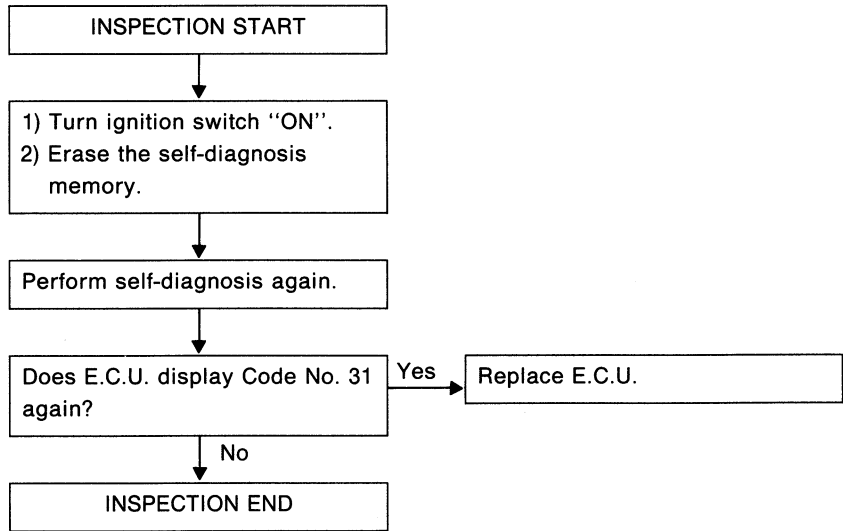 INSPECTION START
1) Turn ignition switch ‘‘ON’’.
2) Erase the self-diagnosis
memory.
Perform self-diagnosis again.
Does E.C.U. display Code No. 31
again?
Yes
Replace E.C.U.
No
INSPECTION END